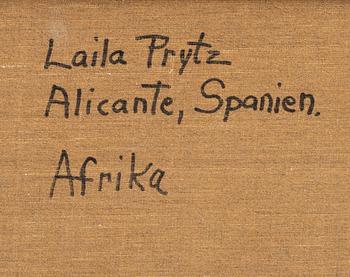 Laila Prytz
Alicante, Spanien.
Afrika